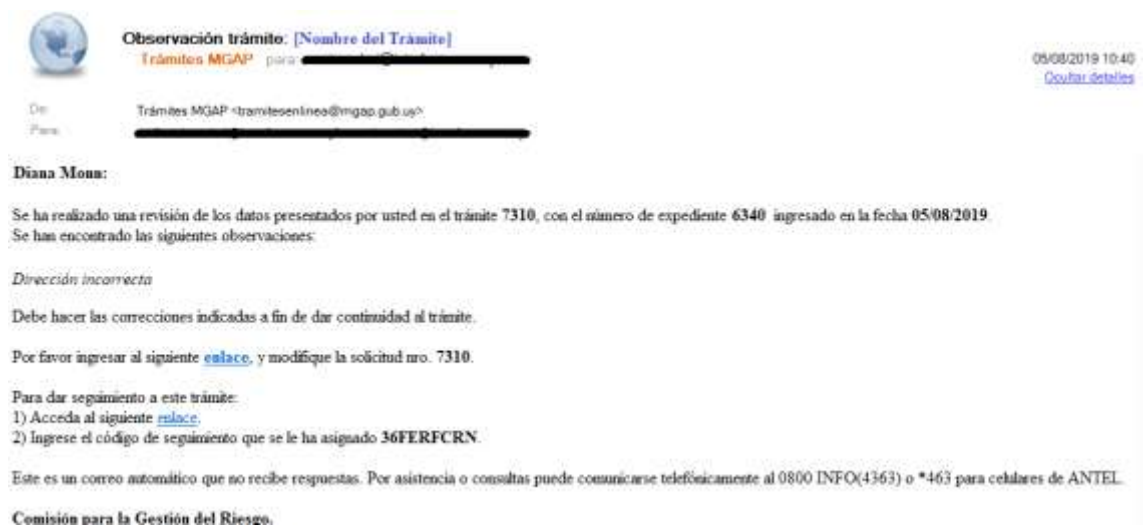 Observación trámite: [Nombre del Trámite]
Trámites MGAP para
05/08/2019 10:40
Ocultar detalles
De: Trámites MGAP <tramitesenlinea@mgap.gub.uy>
Para:
Diana Monn:
Se ha realizado una revisión de los datos presentados por usted en el trámite 7310, con el número de expediente 6340 ingresado en la fecha 05/08/2019.
Se han encontrado las siguientes observaciones:
Dirección incorrecta
Debe hacer las correcciones indicadas a fin de dar continuidad al trámite.
Por favor ingresar al siguiente enlace, y modifique la solicitud nro. 7310.
Para dar seguimiento a este trámite:
1) Acceda al siguiente enlace.
2) Ingrese el código de seguimiento que se le ha asignado 36FERFCRN.
Este es un correo automático que no recibe respuestas. Por asistencia o consultas puede comunicarse telefónicamente al 0800 INFO(4363) o *463 para celulares de ANTEL.
Comisión para la Gestión del Riesgo.